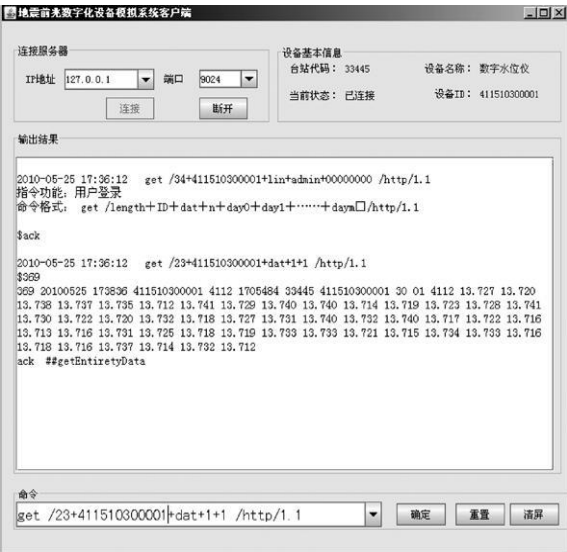 地震前兆数字化设备模拟系统客户端
连接服务器
IP地址 127.0.0.1 端口 9024
连接 断开
设备基本信息
台站代码: 33445 设备名称: 数字水位仪
当前状态: 已连接 设备ID: 411510300001
输出结果
2010-05-25 17:36:12 get /34+411510300001+lin+admin+00000000 /http/1.1
指令功能: 用户登录
命令格式: get /length+ID+dat+n+day0+day1+……+daym□/http/1.1
$ack
2010-05-25 17:36:12 get /23+411510300001+dat+1+1 /http/1.1
$369
369 20100525 173836 411510300001 4112 1705484 33445 411510300001 30 01 4112 13.727 13.720
13.738 13.737 13.735 13.712 13.741 13.729 13.740 13.740 13.714 13.719 13.723 13.728 13.741
13.730 13.722 13.720 13.732 13.718 13.727 13.731 13.740 13.732 13.740 13.717 13.722 13.716
13.713 13.716 13.731 13.725 13.718 13.719 13.733 13.733 13.721 13.715 13.734 13.733 13.716
13.718 13.716 13.737 13.714 13.732 13.712
ack ##getEntiretyData
命令
get /23+411510300001+dat+1+1 /http/1.1
确定 重置 清屏